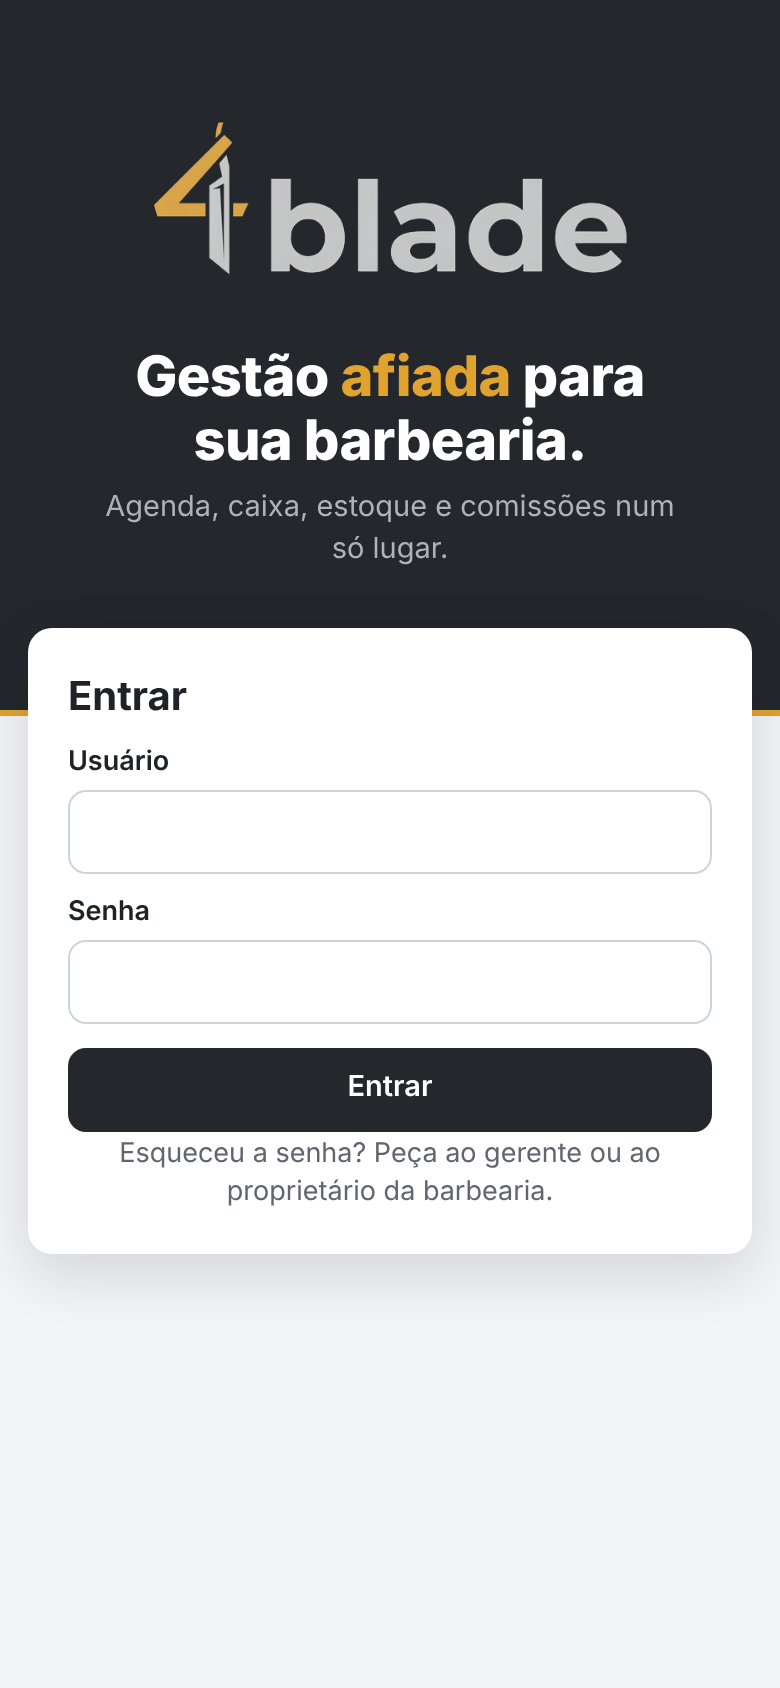 4blade
Gestão afiada para
sua barbearia.
Agenda, caixa, estoque e comissões num
só lugar.
Entrar
Usuário
Senha
Entrar
Esqueceu a senha? Peça ao gerente ou ao
proprietário da barbearia.